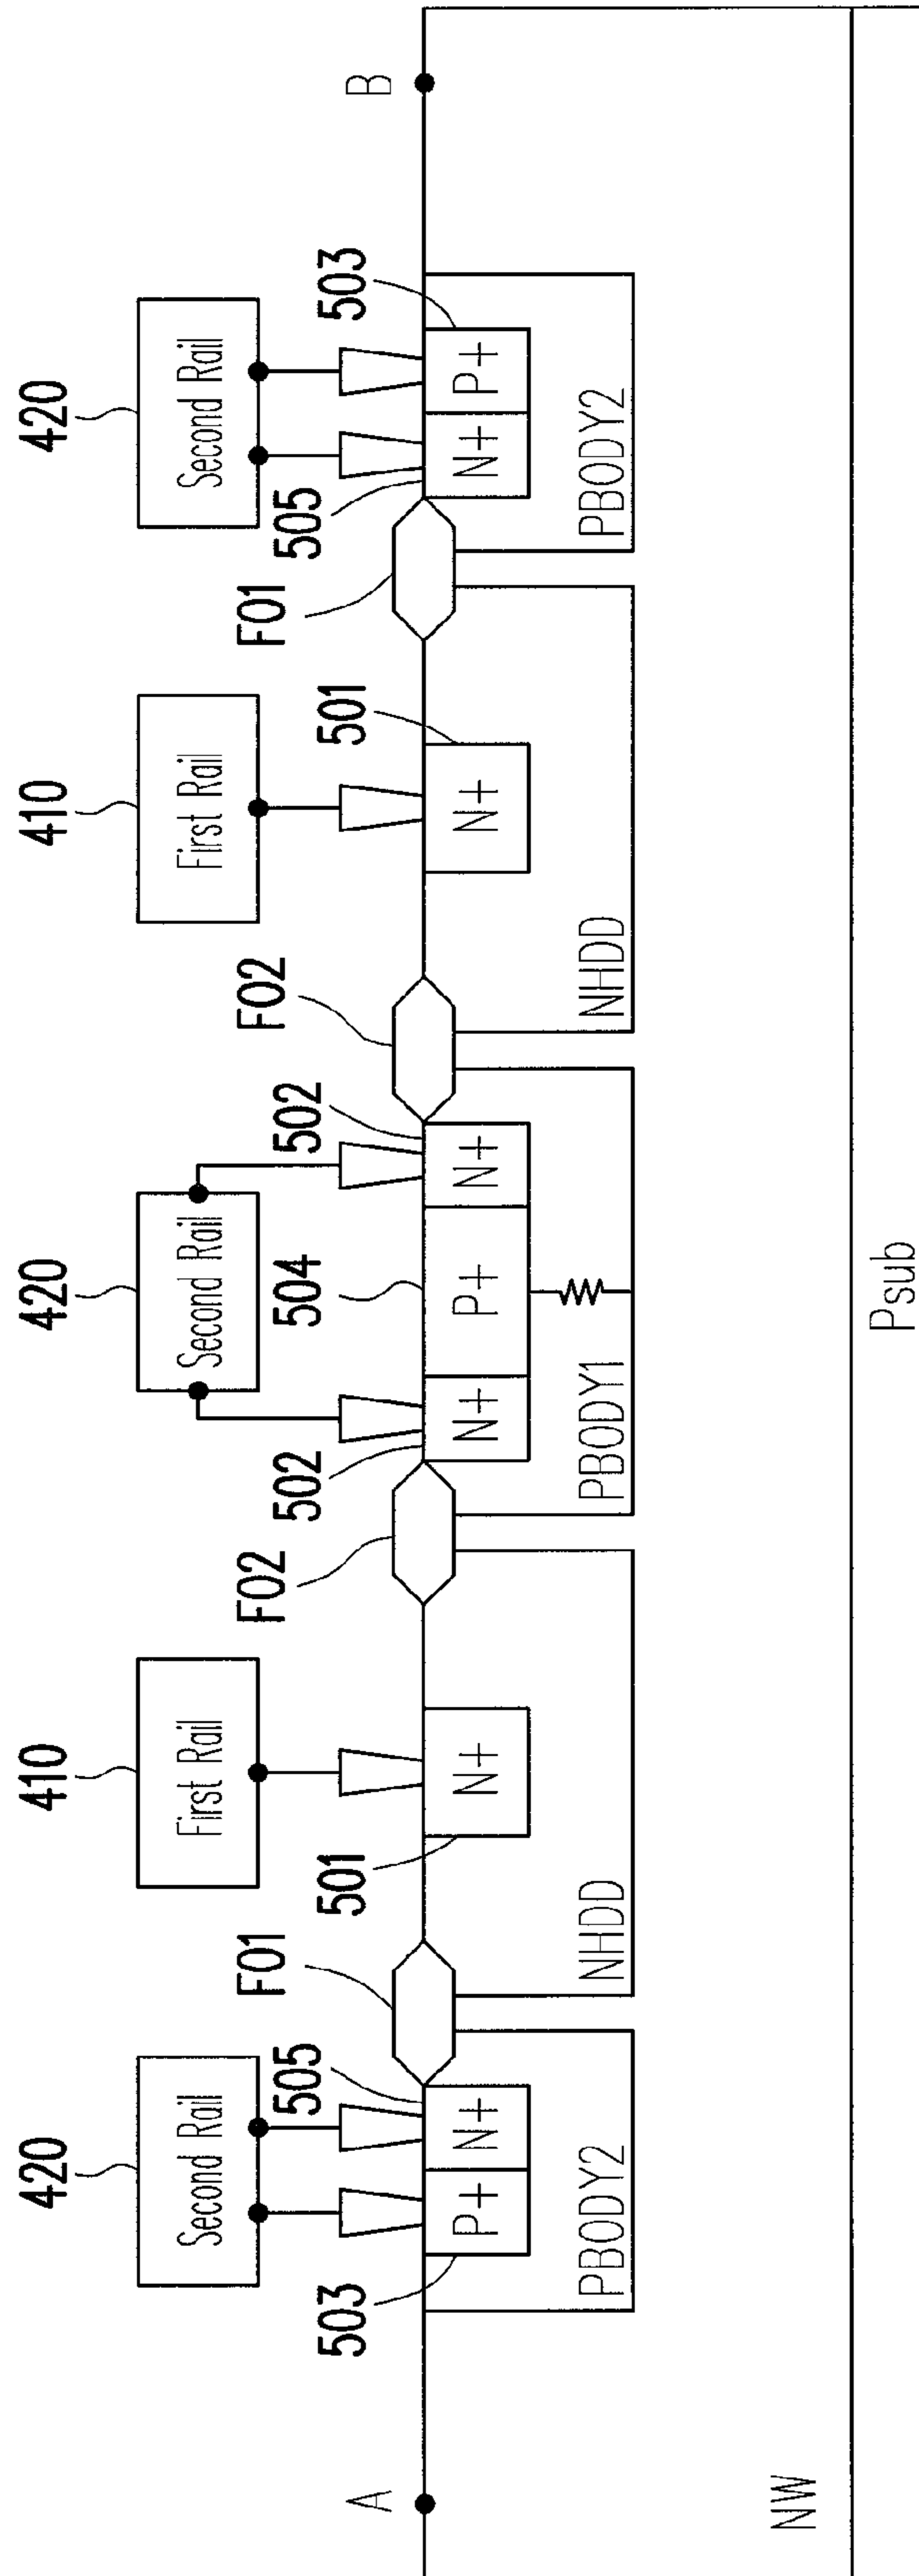 420 410 420 410 420
Second Rail First Rail Second Rail First Rail Second Rail
F01 F02 F02 F01
505 502 504 502 505
503 501 501 503
A B
P+ N+ N+ N+ P+ N+ N+ N+ P+
PBODY2 NHDD PBODY1 NHDD PBODY2
NW
Psub